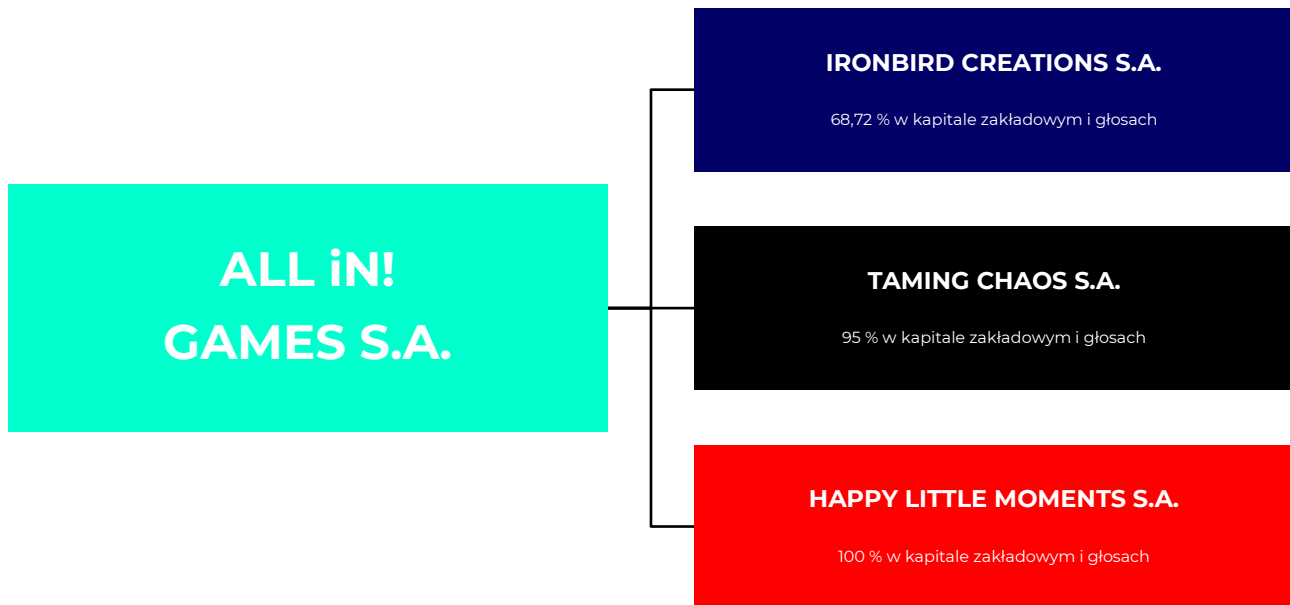 ALL iN!
GAMES S.A.
IRONBIRD CREATIONS S.A.
68,72 % w kapitale zakładowym i głosach
TAMING CHAOS S.A.
95 % w kapitale zakładowym i głosach
HAPPY LITTLE MOMENTS S.A.
100 % w kapitale zakładowym i głosach